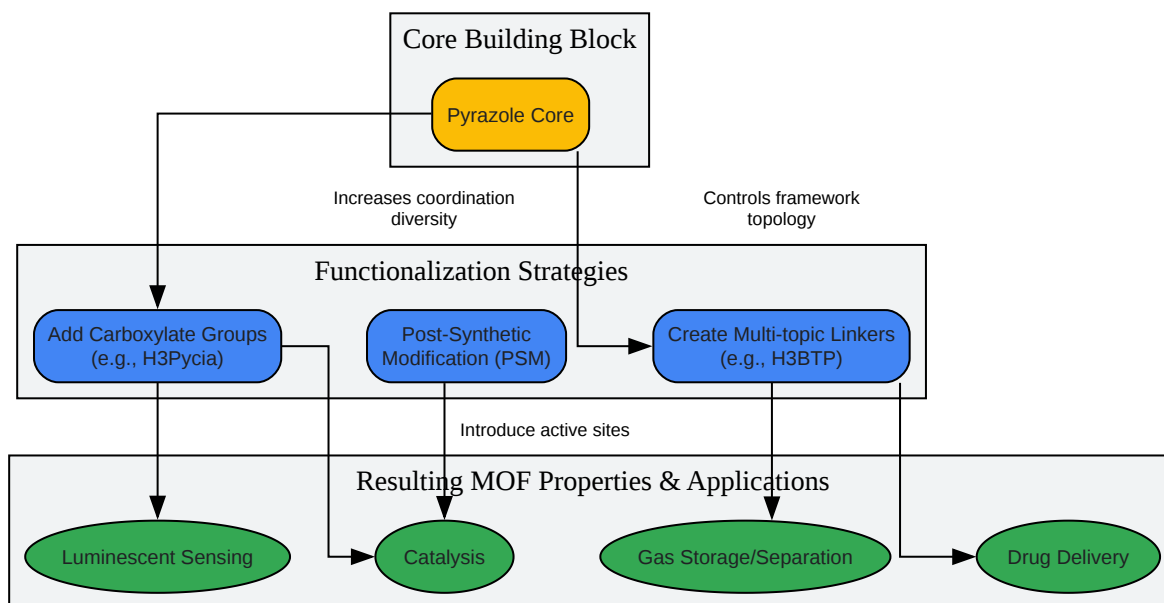 Core Building Block
Pyrazole Core
Increases coordination
diversity
Controls framework
topology
Functionalization Strategies
Add Carboxylate Groups
(e.g., H3Pycia)
Post-Synthetic
Modification (PSM)
Create Multi-topic Linkers
(e.g., H3BTP)
Introduce active sites
Resulting MOF Properties & Applications
Luminescent Sensing
Catalysis
Gas Storage/Separation
Drug Delivery